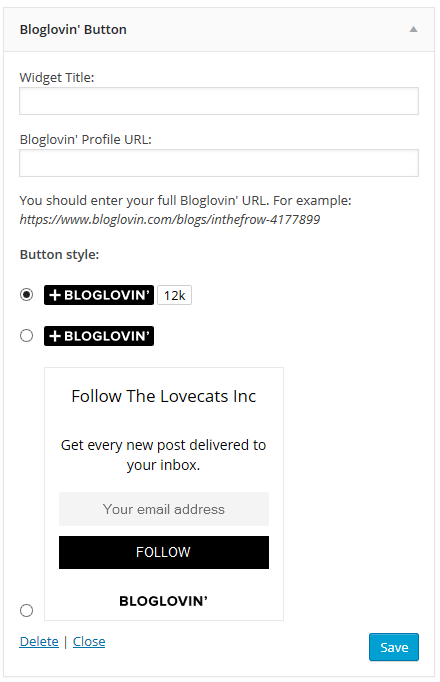 Bloglovin' Button
Widget Title:
Bloglovin' Profile URL:
You should enter your full Bloglovin' URL. For example:
https://www.bloglovin.com/blogs/inthefrow-4177899
Button style:
+ BLOGLOVIN' 12k
+ BLOGLOVIN'
Follow The Lovecats Inc
Get every new post delivered to
your inbox.
Your email address
FOLLOW
BLOGLOVIN'
Delete | Close
Save